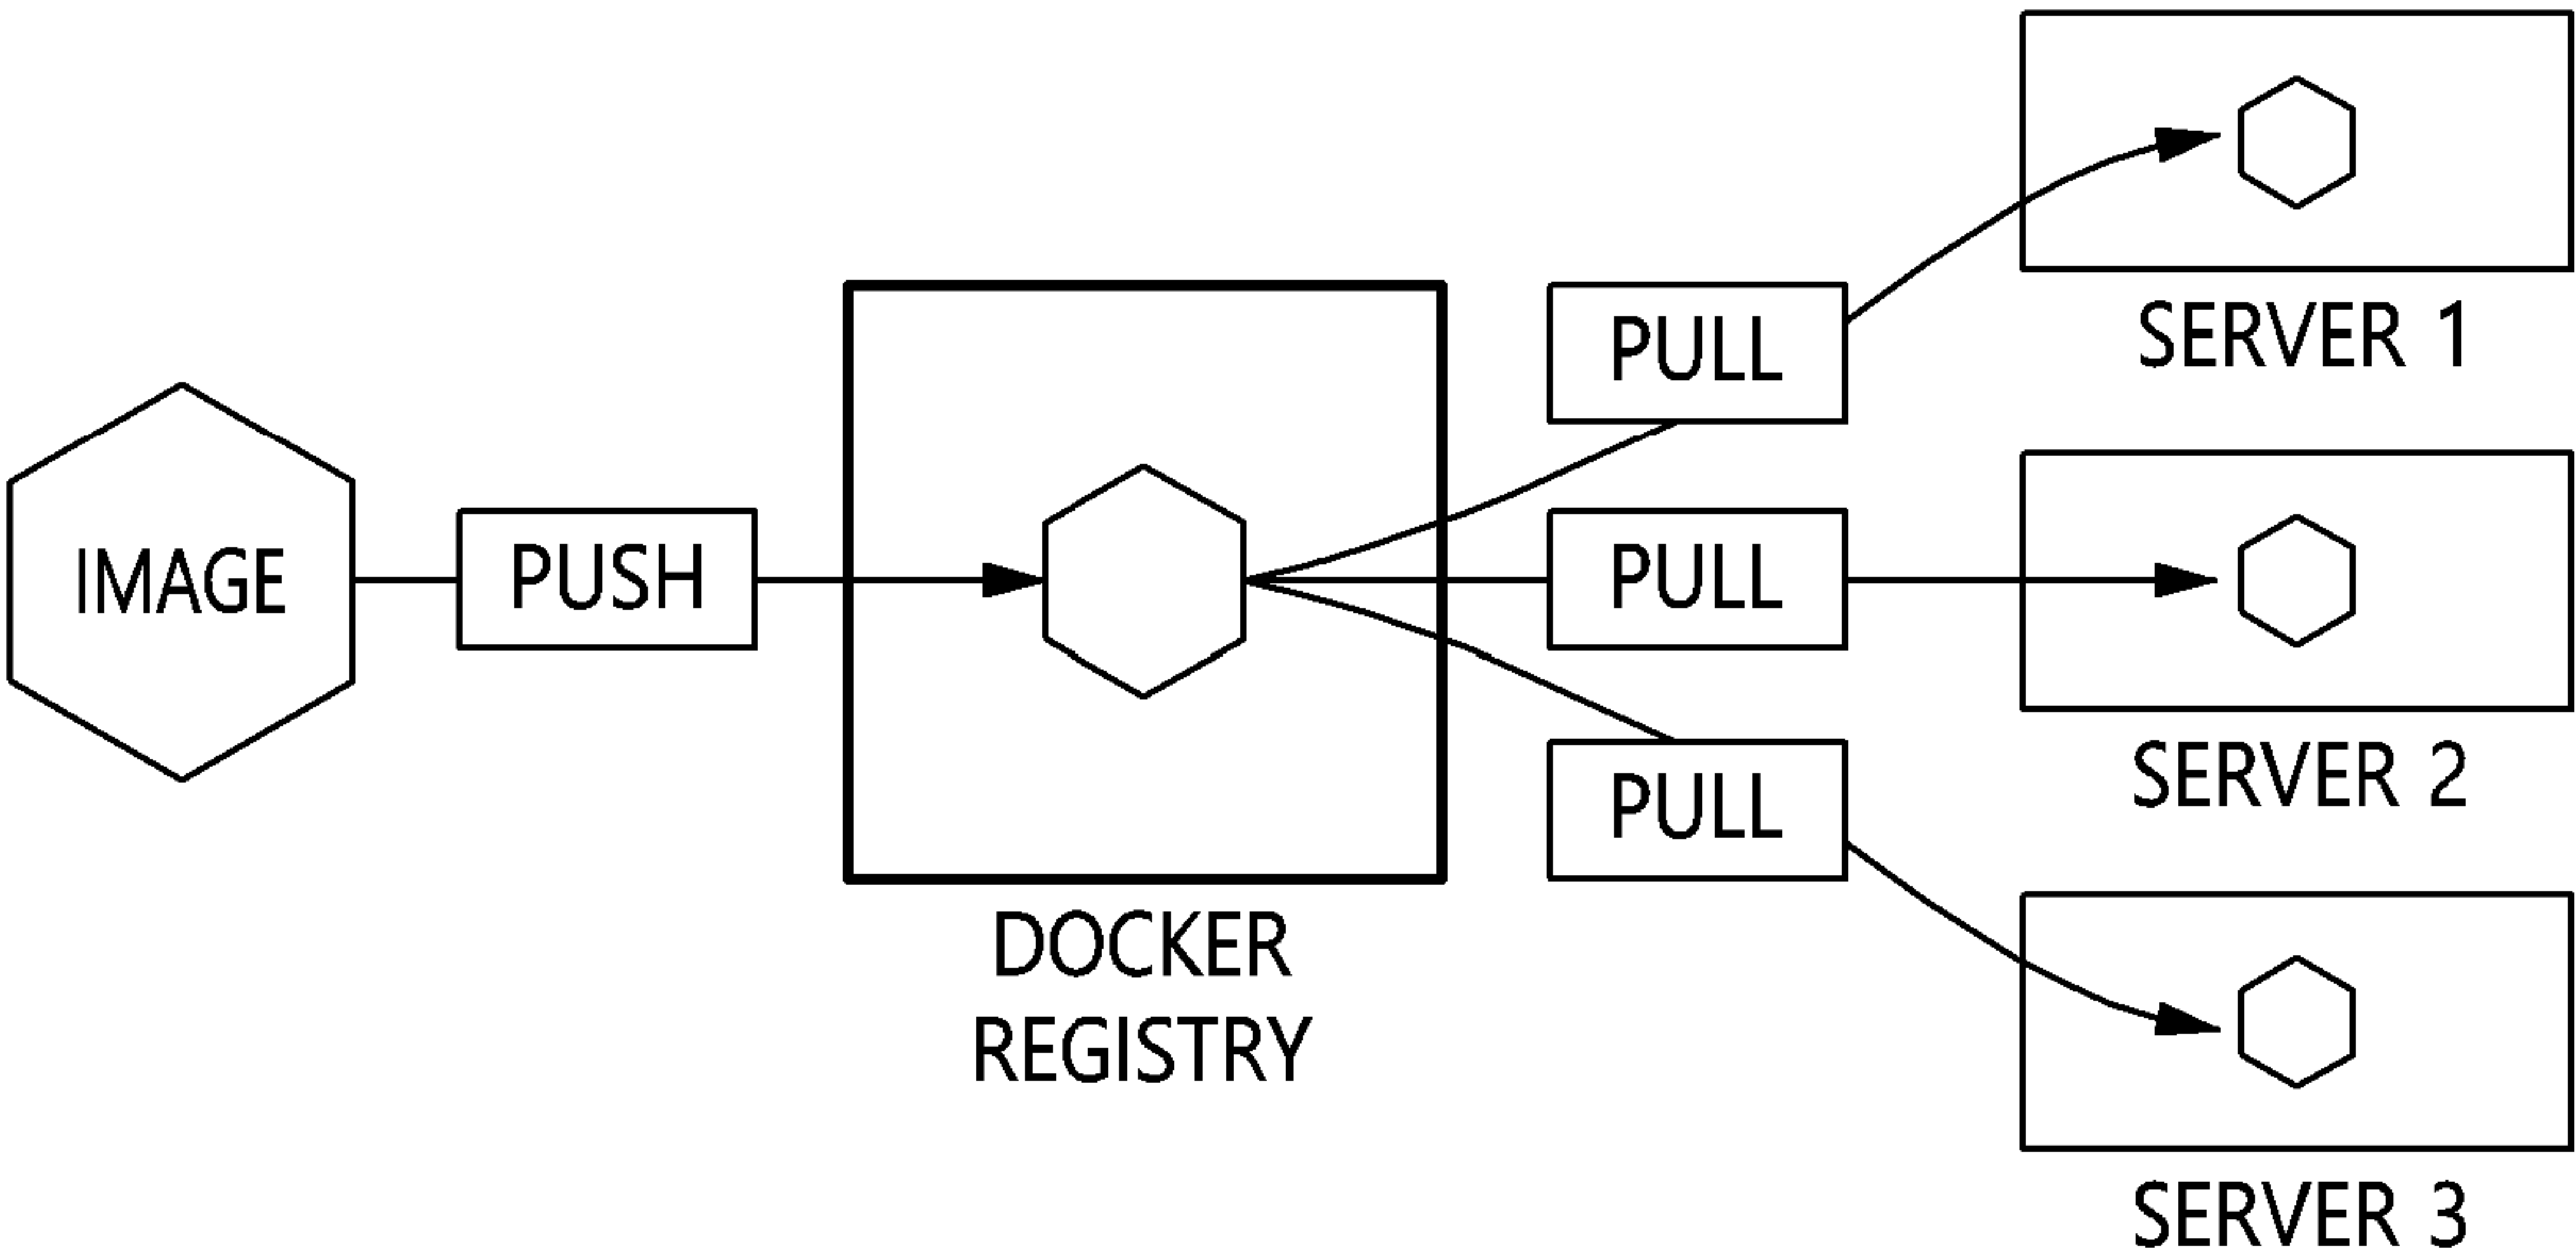 IMAGE
PUSH
DOCKER
REGISTRY
PULL
PULL
PULL
SERVER 1
SERVER 2
SERVER 3